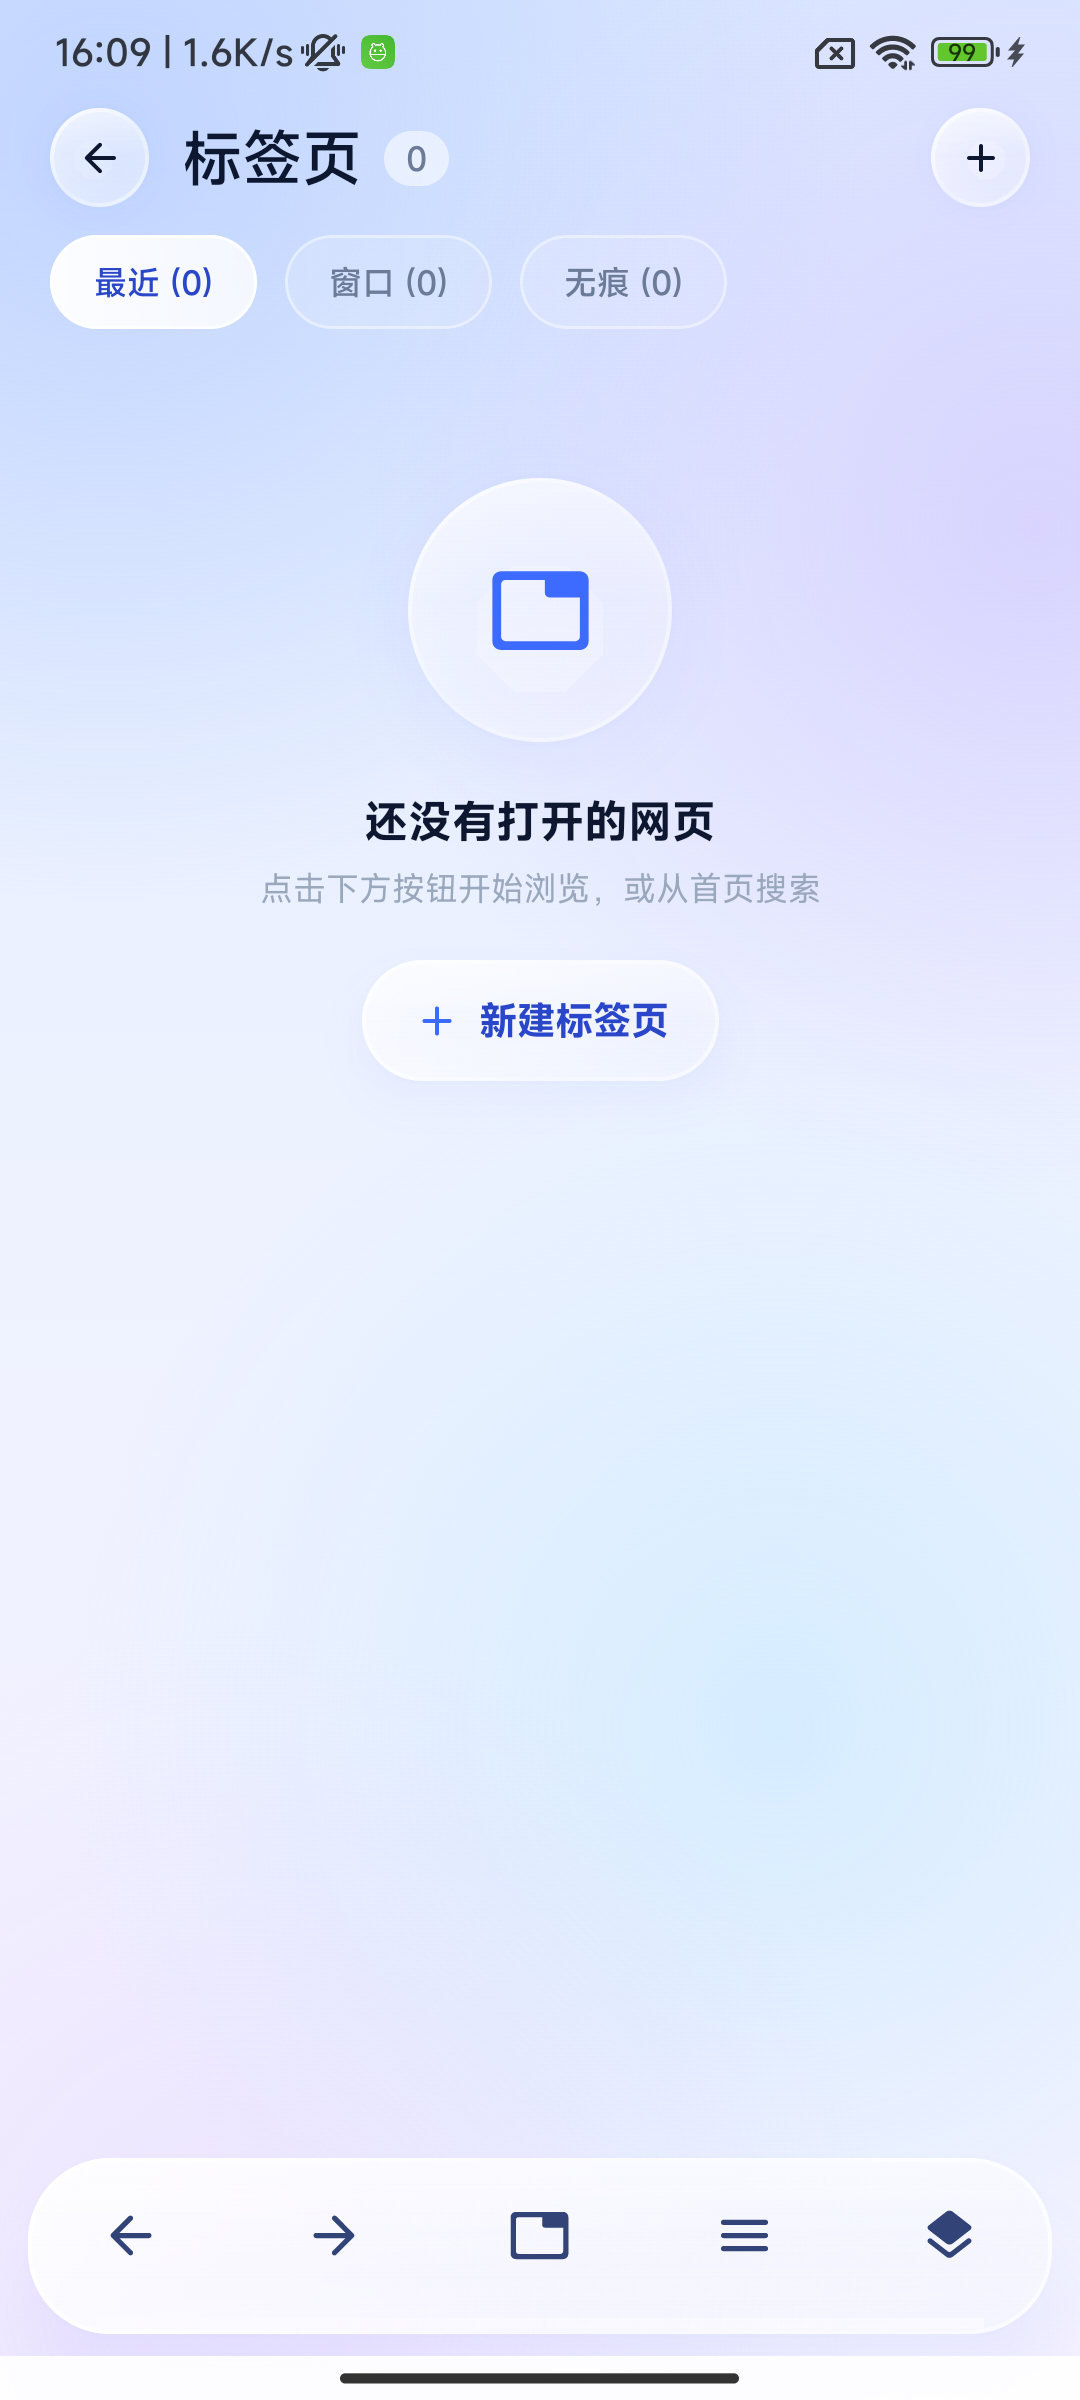 16:09 | 1.6K/s
99
标签页 0
最近 (0) 窗口 (0) 无痕 (0)
还没有打开的网页
点击下方按钮开始浏览，或从首页搜索
新建标签页